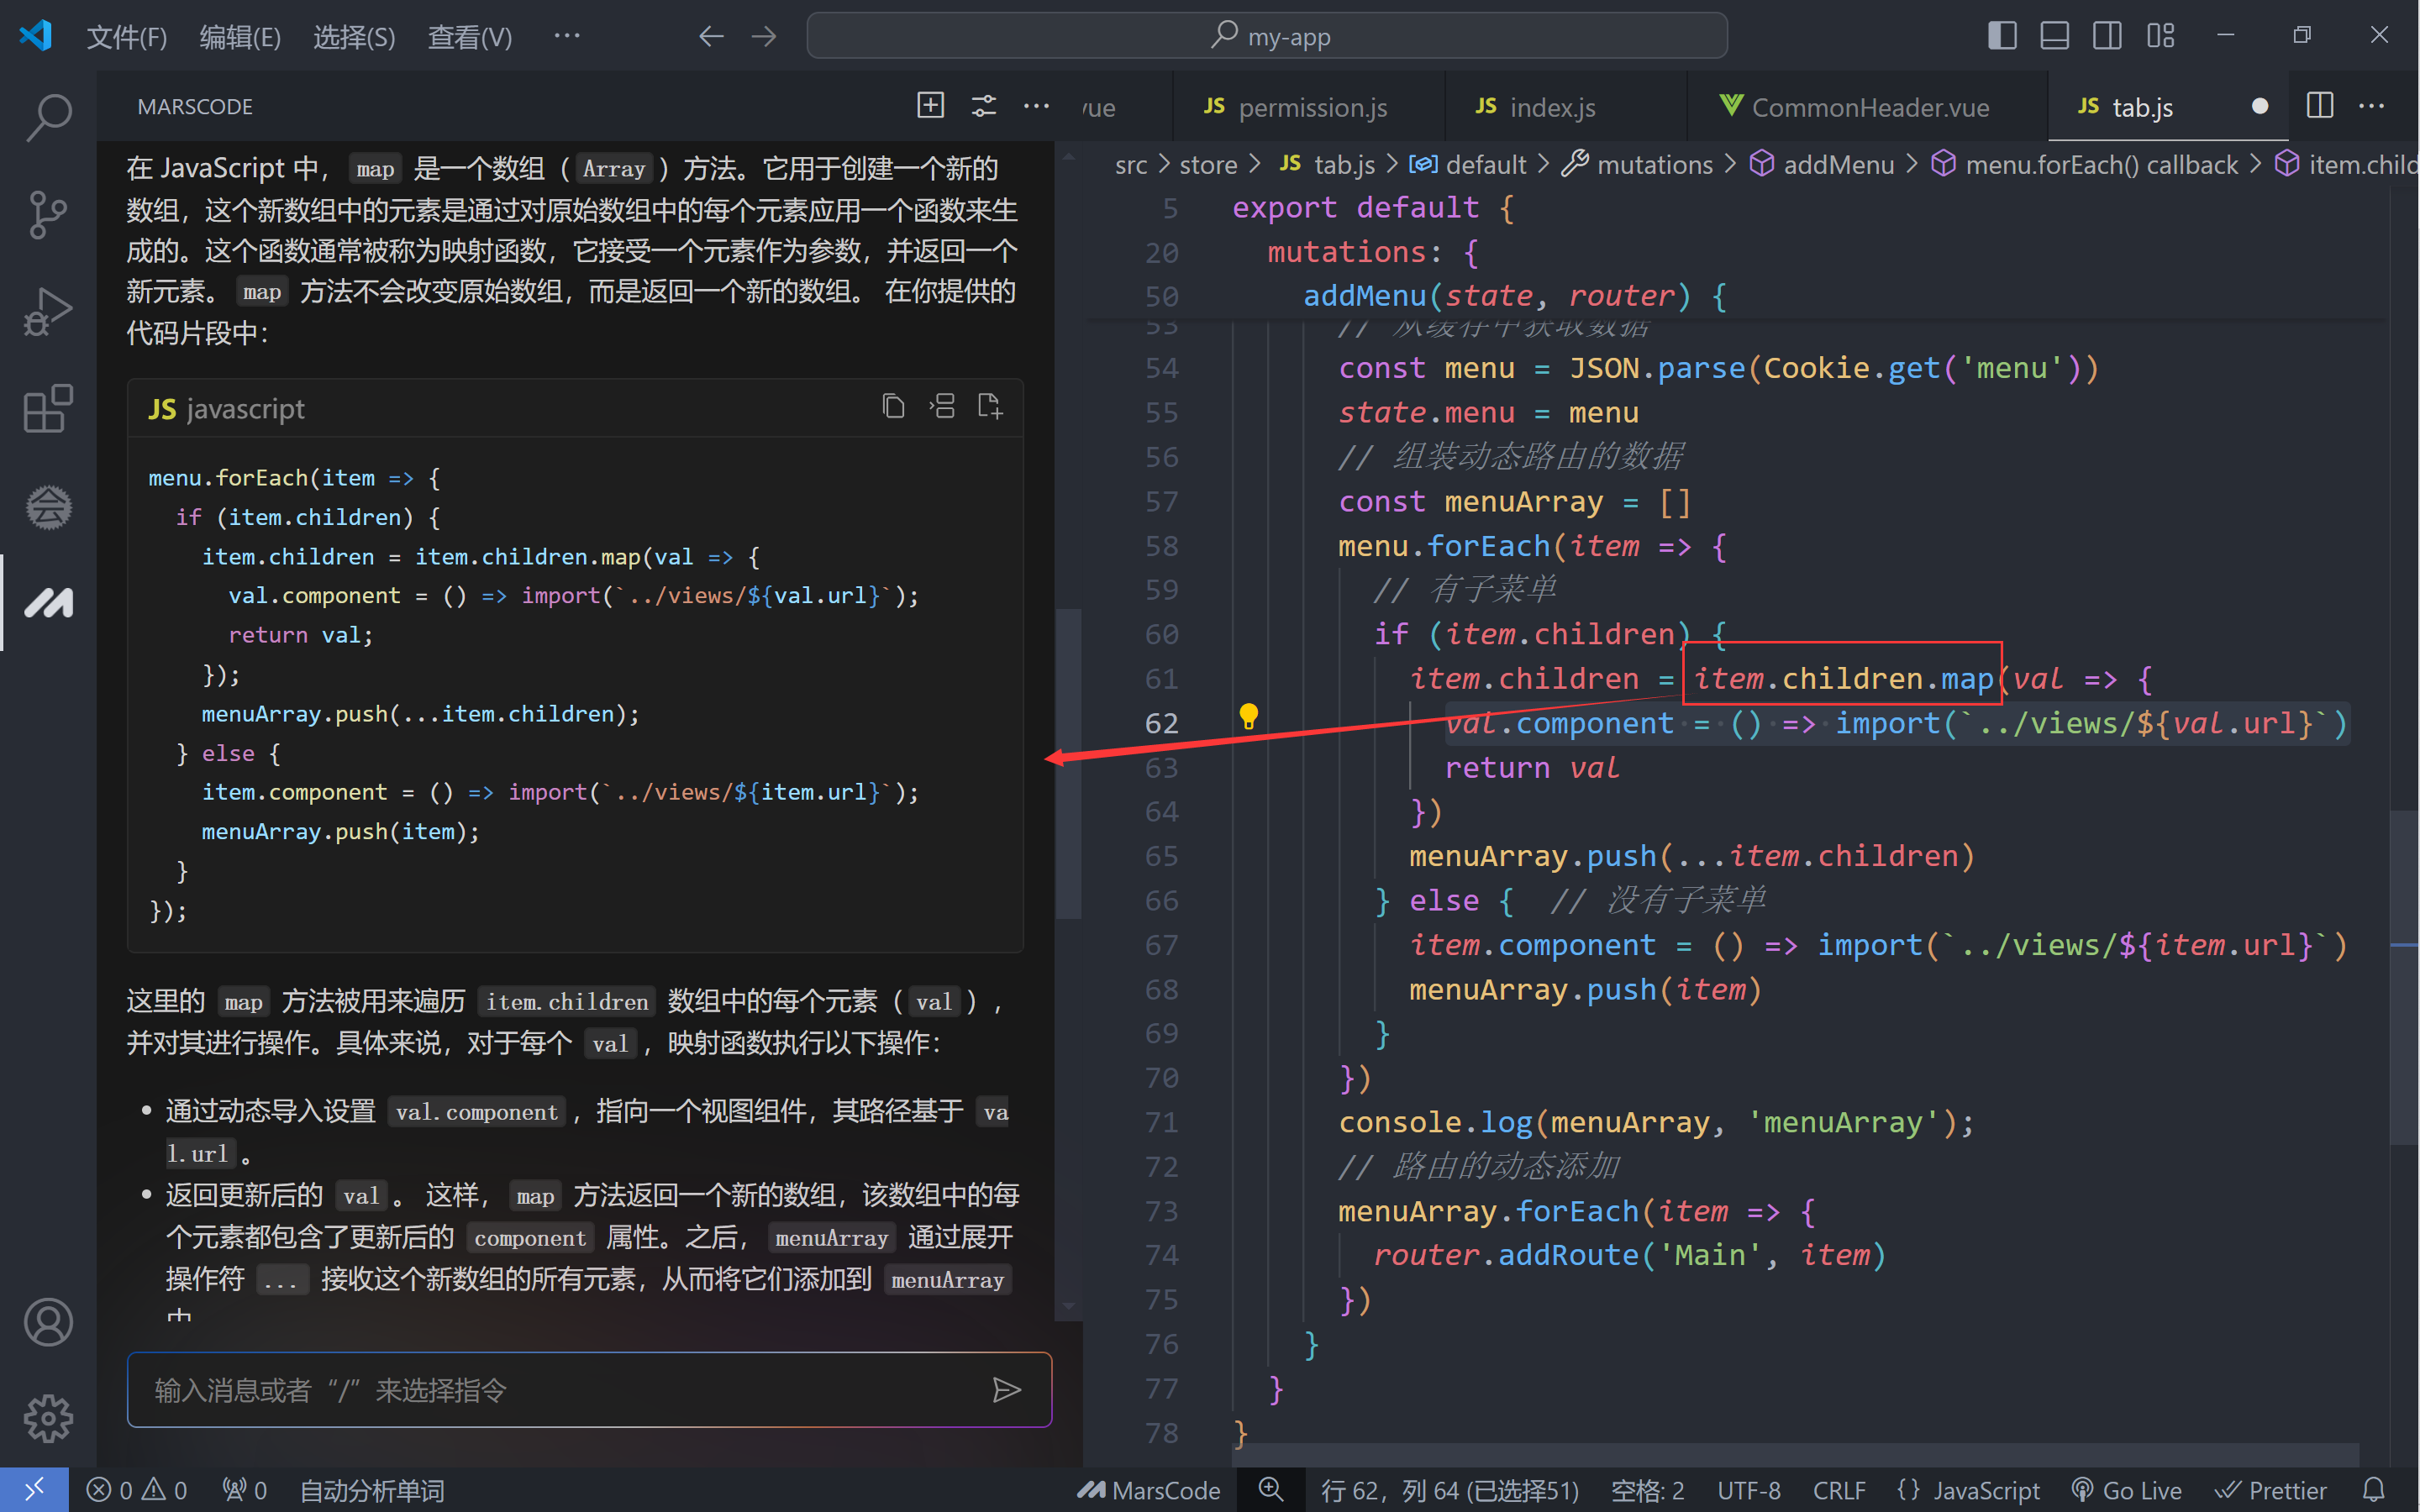 文件(F) 编辑(E) 选择(S) 查看(V) ··· my-app
MARSCODE
在 JavaScript 中， map 是一个数组（ Array ）方法。它用于创建一个新的
数组，这个新数组中的元素是通过对原始数组中的每个元素应用一个函数来生
成的。这个函数通常被称为映射函数，它接受一个元素作为参数，并返回一个
新元素。 map 方法不会改变原始数组，而是返回一个新的数组。 在你提供的
代码片段中：
JS javascript
menu.forEach(item => {
if (item.children) {
item.children = item.children.map(val => {
val.component = () => import(`../views/${val.url}`);
return val;
});
menuArray.push(...item.children);
} else {
item.component = () => import(`../views/${item.url}`);
menuArray.push(item);
}
});
这里的 map 方法被用来遍历 item.children 数组中的每个元素（ val ），
并对其进行操作。具体来说，对于每个 val ，映射函数执行以下操作：
• 通过动态导入设置 val.component ，指向一个视图组件，其路径基于 va
l.url 。
• 返回更新后的 val 。 这样， map 方法返回一个新的数组，该数组中的每
个元素都包含了更新后的 component 属性。之后， menuArray 通过展开
操作符 ... 接收这个新数组的所有元素，从而将它们添加到 menuArray
中
输入消息或者“/”来选择指令
vue JS permission.js JS index.js CommonHeader.vue JS tab.js
src > store > JS tab.js > default > mutations > addMenu > menu.forEach() callback > item.child
5 export default {
20 mutations: {
50 addMenu(state, router) {
53 // 从缓存中获取数据
54 const menu = JSON.parse(Cookie.get('menu'))
55 state.menu = menu
56 // 组装动态路由的数据
57 const menuArray = []
58 menu.forEach(item => {
59 // 有子菜单
60 if (item.children) {
61 item.children = item.children.map(val => {
62 val.component = () => import(`../views/${val.url}`)
63 return val
64 })
65 menuArray.push(...item.children)
66 } else { // 没有子菜单
67 item.component = () => import(`../views/${item.url}`)
68 menuArray.push(item)
69 }
70 })
71 console.log(menuArray, 'menuArray');
72 // 路由的动态添加
73 menuArray.forEach(item => {
74 router.addRoute('Main', item)
75 })
76 }
77 }
78 }
0 0 0 自动分析单词 MarsCode 行 62，列 64 (已选择51) 空格: 2 UTF-8 CRLF {} JavaScript Go Live Prettier